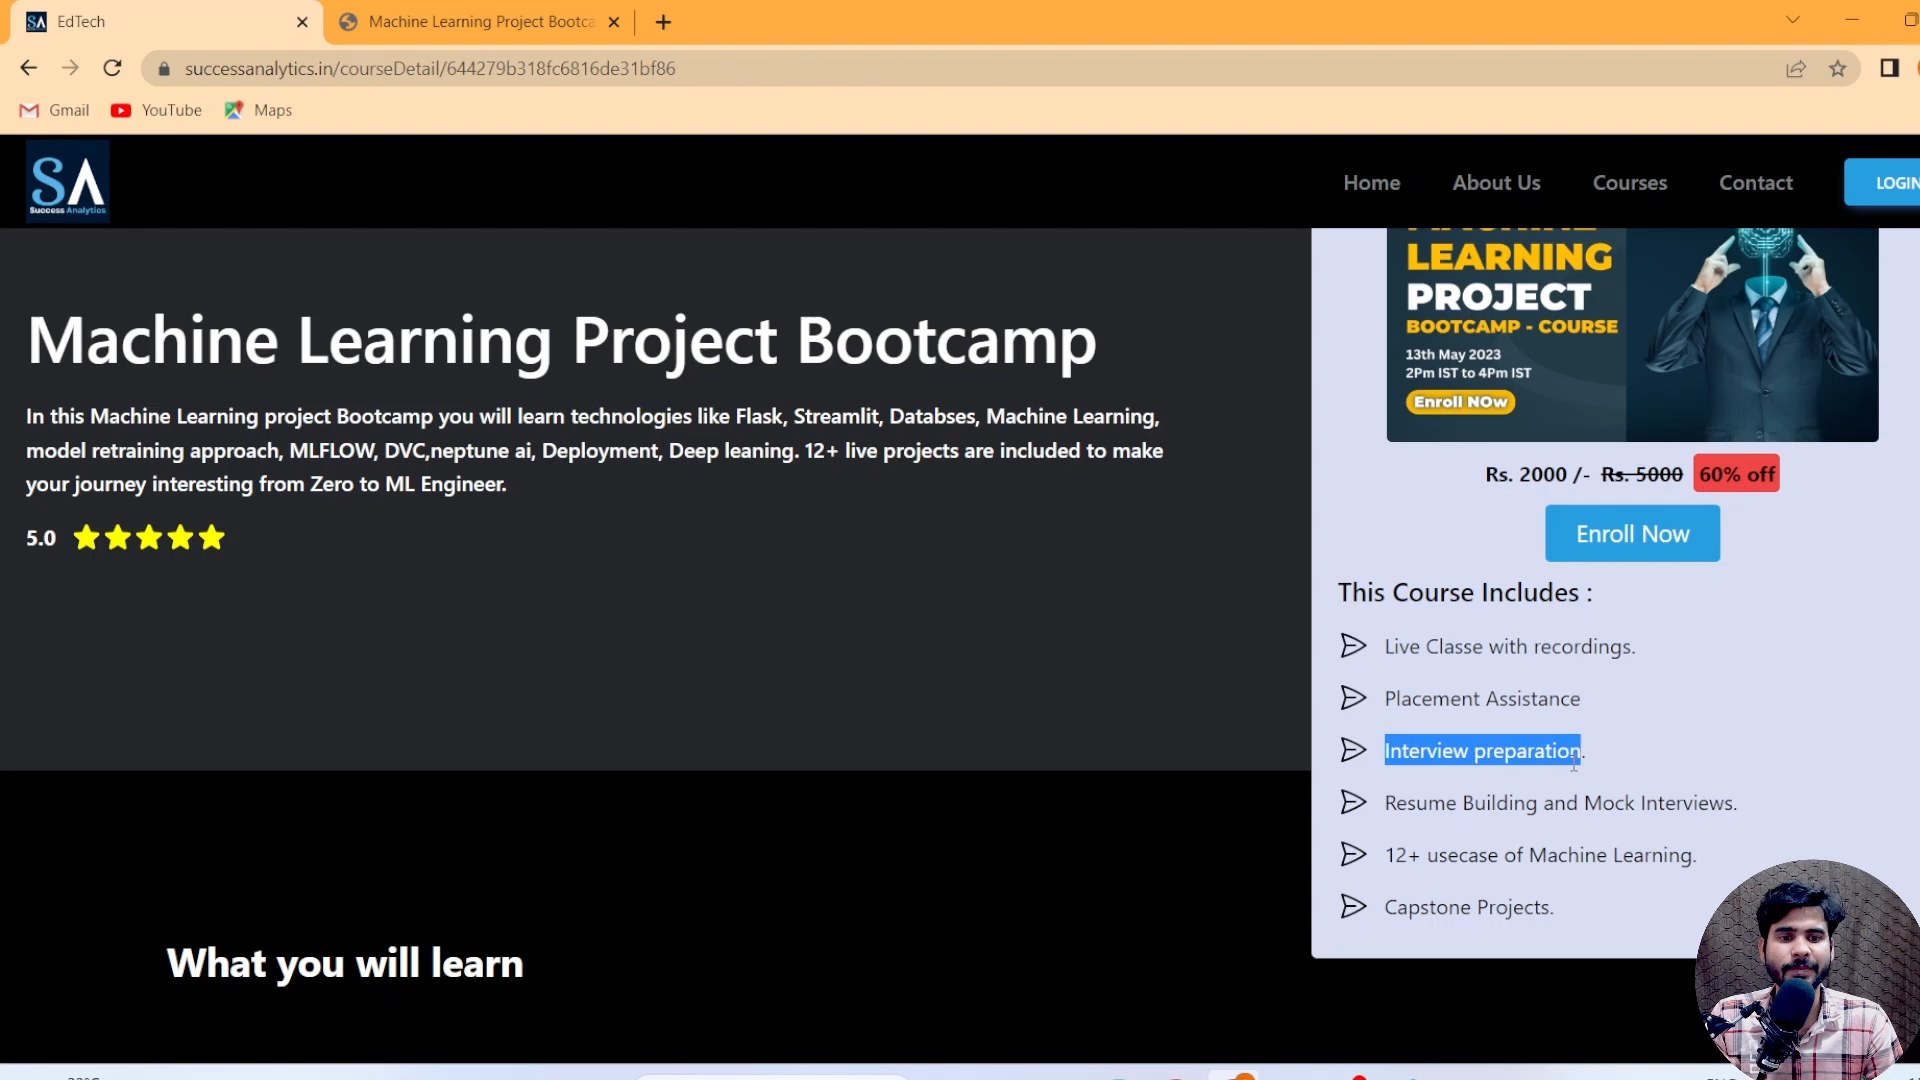 EdTech
Machine Learning Project Bootca
successanalytics.in/courseDetail/644279b318fc6816de31bf86
Gmail
YouTube
Maps
SA
Success Analytics
Home
About Us
Courses
Contact
LOGIN
Machine Learning Project Bootcamp
In this Machine Learning project Bootcamp you will learn technologies like Flask, Streamlit, Databses, Machine Learning,
model retraining approach, MLFLOW, DVC,neptune ai, Deployment, Deep leaning. 12+ live projects are included to make
your journey interesting from Zero to ML Engineer.
5.0
MACHINE
LEARNING
PROJECT
BOOTCAMP - COURSE
13th May 2023
2Pm IST to 4Pm IST
Enroll NOw
Rs. 2000 /- Rs. 5000 60% off
Enroll Now
This Course Includes :
Live Classe with recordings.
Placement Assistance
Interview preparation.
Resume Building and Mock Interviews.
12+ usecase of Machine Learning.
Capstone Projects.
What you will learn